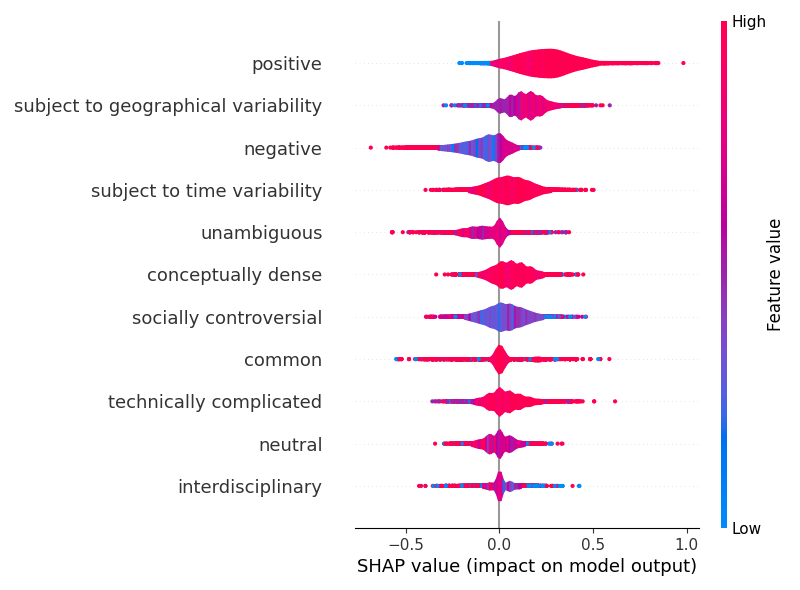 High
positive
subject to geographical variability
negative
subject to time variability
unambiguous
conceptually dense
socially controversial
common
technically complicated
neutral
interdisciplinary
Feature value
Low
−0.5 0.0 0.5 1.0
SHAP value (impact on model output)